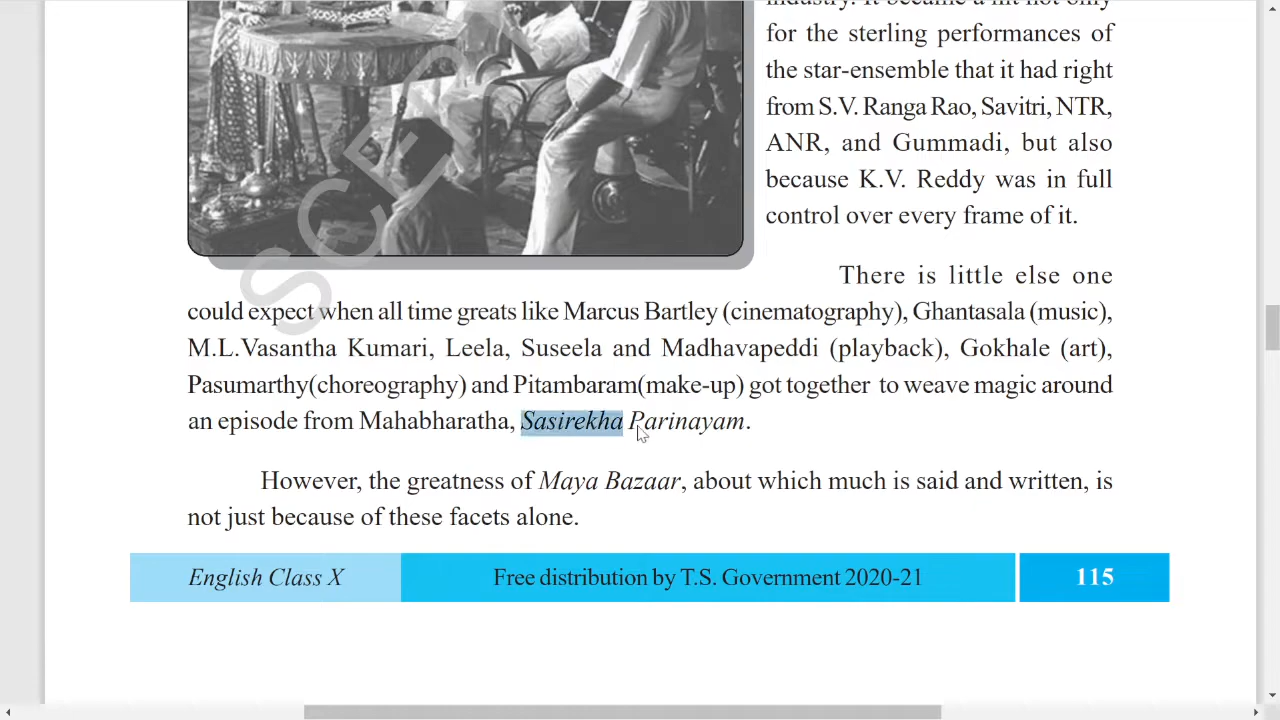 industry. It became a hit not only
for the sterling performances of
the star-ensemble that it had right
from S.V. Ranga Rao, Savitri, NTR,
ANR, and Gummadi, but also
because K.V. Reddy was in full
control over every frame of it.
There is little else one
could expect when all time greats like Marcus Bartley (cinematography), Ghantasala (music),
M.L.Vasantha Kumari, Leela, Suseela and Madhavapeddi (playback), Gokhale (art),
Pasumarthy(choreography) and Pitambaram(make-up) got together to weave magic around
an episode from Mahabharatha, Sasirekha Parinayam.
However, the greatness of Maya Bazaar, about which much is said and written, is
not just because of these facets alone.
English Class X Free distribution by T.S. Government 2020-21 115
SCERT